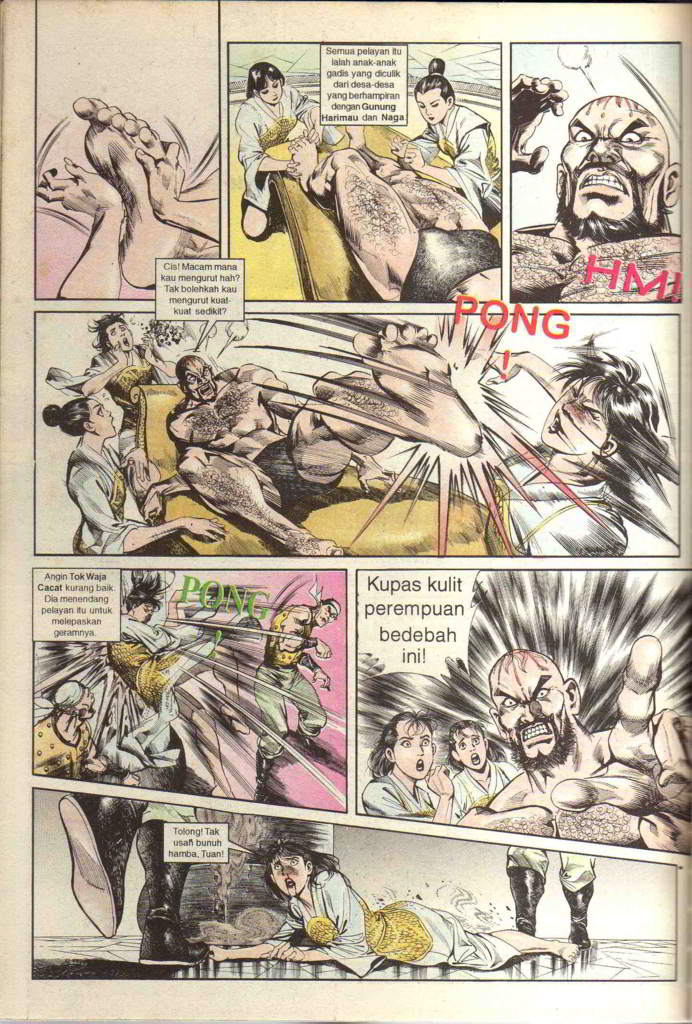 Semua pelayan itu
ialah anak-anak
gadis yang diculik
dari desa-desa
yang berhampiran
dengan Gunung
Harimau dan Naga.
HM!
Cis! Macam mana
kau mengurut hah?
Tak bolehkah kau
mengurut kuat-
kuat sedikit?
PONG
!
Angin Tok Waja
Cacat kurang baik.
Dia menendang
pelayan itu untuk
melepaskan
geramnya.
PONG
!
Kupas kulit
perempuan
bedebah
ini!
Tolong! Tak
usah bunuh
hamba, Tuan!